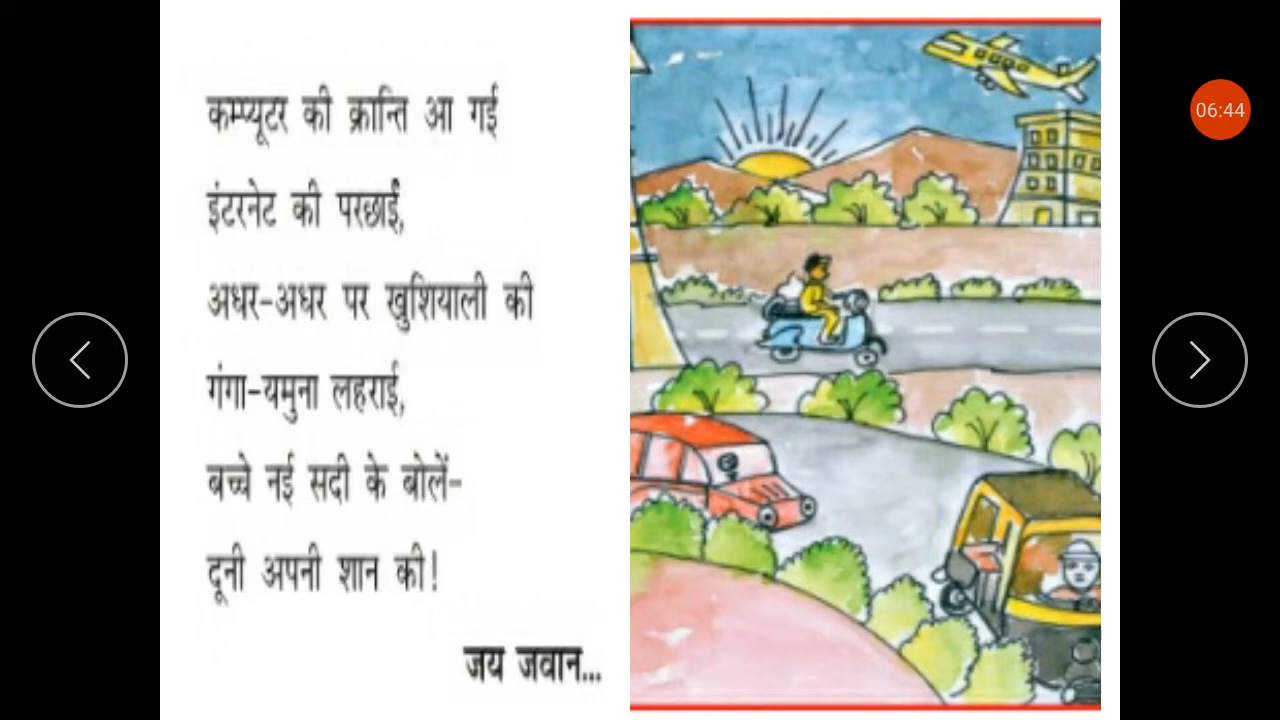 कम्प्यूटर की क्रान्ति आ गई
इंटरनेट की परछाईं,
अधर-अधर पर खुशियाली की
गंगा-यमुना लहराई,
बच्चे नई सदी के बोलें-
दूनी अपनी शान की!
जय जवान...
06:44